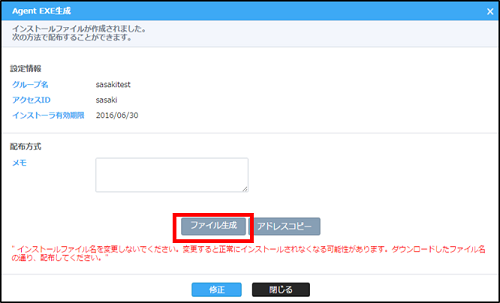 Agent EXE生成
インストールファイルが作成されました。
次の方法で配布することができます。
設定情報
グループ名 sasakitest
アクセスID sasaki
インストーラ有効期限 2016/06/30
配布方式
メモ
ファイル生成 アドレスコピー
" インストールファイル名を変更しないでください。変更すると正常にインストールされなくなる可能性があります。ダウンロードしたファイル名
の通り、配布してください。"
修正 閉じる